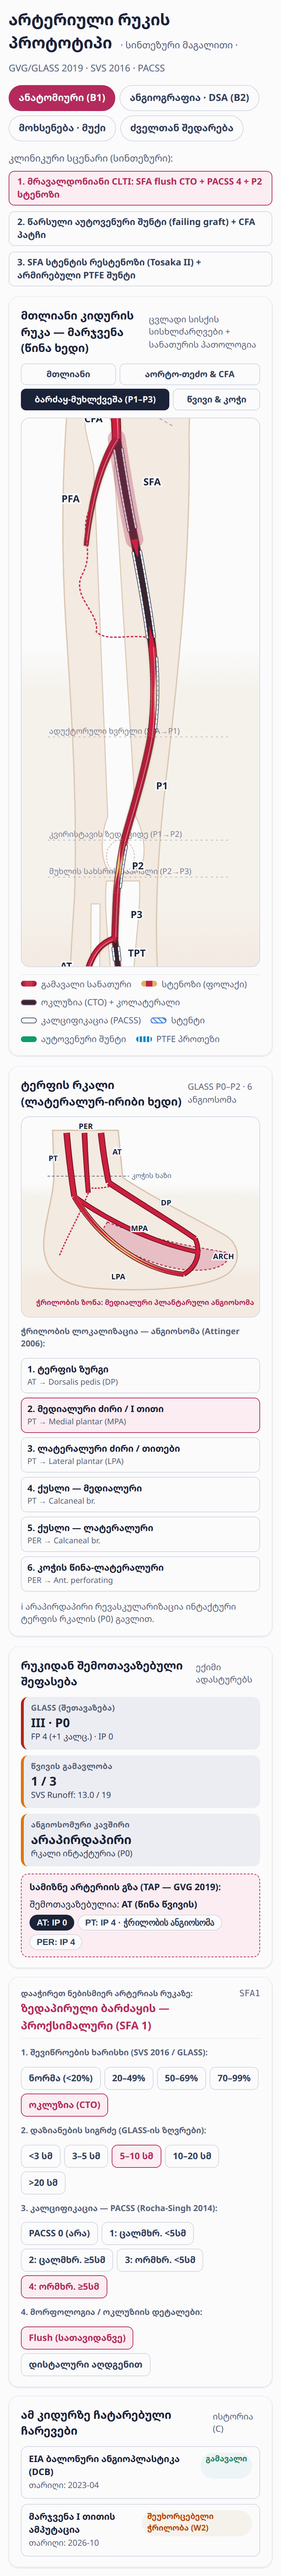 არტერიული რუკის
პროტოტიპი · სინთეზური მაგალითი ·
GVG/GLASS 2019 · SVS 2016 · PACSS
ანატომიური (B1)
ანგიოგრაფია · DSA (B2)
მოხსენება · მუქი
ძველთან შედარება
კლინიკური სცენარი (სინთეზური):
1. მრავალდონიანი CLTI: SFA flush CTO + PACSS 4 + P2
სტენოზი
2. წარსული აუტოვენური შუნტი (failing graft) + CFA
პატჩი
3. SFA სტენტის რესტენოზი (Tosaka II) +
არმირებული PTFE შუნტი
მთლიანი კიდურის
რუკა — მარჯვენა
(წინა ხედი)
ცვლადი სისქის
სისხლძარღვები +
სანათურის პათოლოგია
მთლიანი
აორტო-თეძო & CFA
ბარძაყ-მუხლქვეშა (P1–P3)
წვივი & კოჭი
CFA
SFA
PFA
ადუქტორული ხვრელი
P1
P2
P3
TPT
AT
გამავალი სანათური
სტენოზი (ფოლაქი)
ოკლუზია (CTO) + კოლატერალი
კალციფიკაცია (PACSS)
სტენტი
აუტოვენური შუნტი
PTFE პროთეზი
ტერფის რკალი
(ლატერალურ-ირიბი ხედი)
GLASS P0–P2 · 6
ანგიოსომა
PER
PT
AT
კოჭის ხაზი
DP
MPA
ARCH
LPA
ჭრილობის ზონა: მედიალური პლანტარული ანგიოსომა
ჭრილობის ლოკალიზაცია — ანგიოსომა (Attinger
2006):
1. ტერფის ზურგი
AT → Dorsalis pedis (DP)
2. მედიალური ძირი / I თითი
PT → Medial plantar (MPA)
3. ლატერალური ძირი / თითები
PT → Lateral plantar (LPA)
4. ქუსლი — მედიალური
PT → Calcaneal br.
5. ქუსლი — ლატერალური
PER → Calcaneal br.
6. კოჭის წინა-ლატერალური
PER → Ant. perforating
i არაპირდაპირი რევასკულარიზაცია ინტაქტური
ტერფის რკალის (P0) გავლით.
რუკიდან შემოთავაზებული
შეფასება
ექიმი
ადასტურებს
GLASS (შეთავაზება)
III · P0
FP 4 (+1 კალც.) · IP 0
წვივის გამავლობა
1 / 3
SVS Runoff: 13.0 / 19
ანგიოსომური კავშირი
არაპირდაპირი
რკალი ინტაქტურია (P0)
სამიზნე არტერიის გზა (TAP — GVG 2019):
შემოთავაზებულია: AT (წინა წვივის)
AT: IP 0
PT: IP 4 · ჭრილობის ანგიოსომა
PER: IP 4
დააჭირეთ ნებისმიერ არტერიას რუკაზე:
SFA1
ზედაპირული ბარძაყის —
პროქსიმალური (SFA 1)
1. შევიწროების ხარისხი (SVS 2016 / GLASS):
ნორმა (<20%)
20–49%
50–69%
70–99%
ოკლუზია (CTO)
2. დაზიანების სიგრძე (GLASS-ის ზღვრები):
<3 სმ
3–5 სმ
5–10 სმ
10–20 სმ
>20 სმ
3. კალციფიკაცია — PACSS (Rocha-Singh 2014):
PACSS 0 (არა)
1: ცალმხრ. <5სმ
2: ცალმხრ. ≥5სმ
3: ორმხრ. <5სმ
4: ორმხრ. ≥5სმ
4. მორფოლოგია / ოკლუზიის დეტალები:
Flush (სათავიდანვე)
დისტალური აღდგენით
ამ კიდურზე ჩატარებული
ჩარევები
ისტორია
(C)
EIA ბალონური ანგიოპლასტიკა
(DCB)
თარიღი: 2023-04
გამავალი
მარჯვენა I თითის
ამპუტაცია
თარიღი: 2026-10
შეუხორცებელი
ჭრილობა (W2)